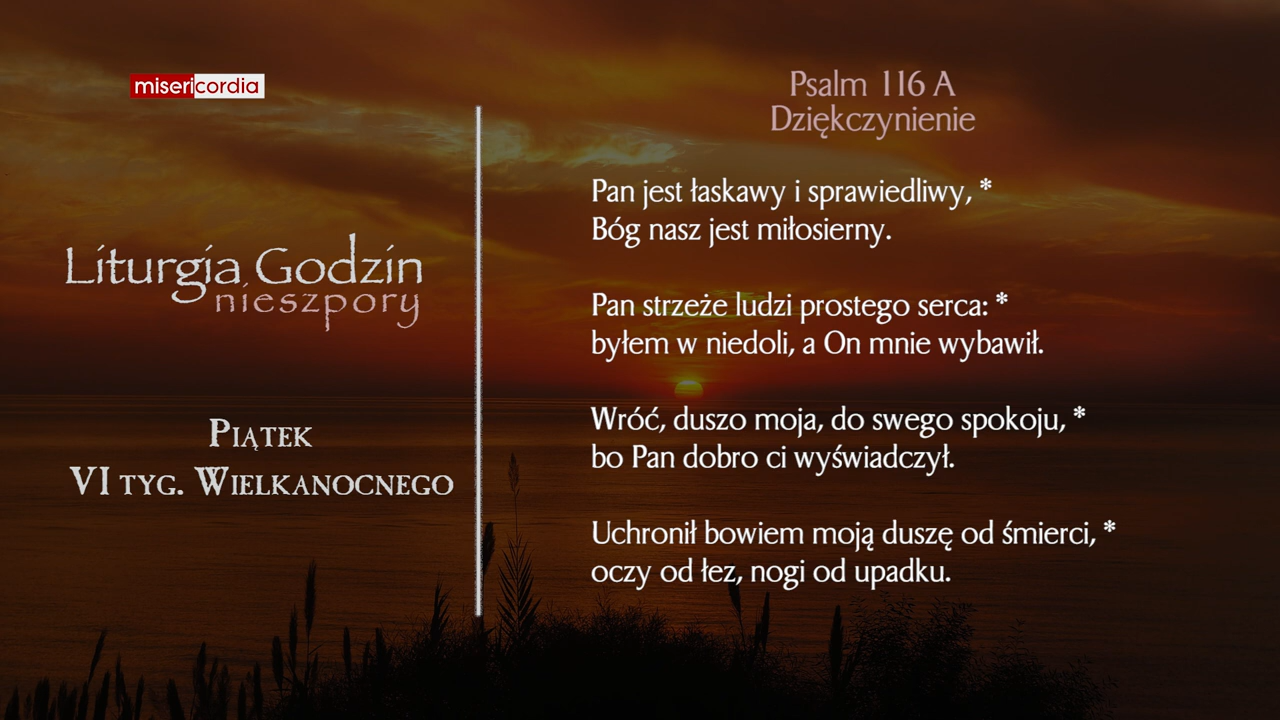 misericordia
Liturgia Godzin
nieszpory
Piątek
VI tyg. Wielkanocnego
Psalm 116 A
Dziękczynienie
Pan jest łaskawy i sprawiedliwy, *
Bóg nasz jest miłosierny.
Pan strzeże ludzi prostego serca: *
byłem w niedoli, a On mnie wybawił.
Wróć, duszo moja, do swego spokoju, *
bo Pan dobro ci wyświadczył.
Uchronił bowiem moją duszę od śmierci, *
oczy od łez, nogi od upadku.